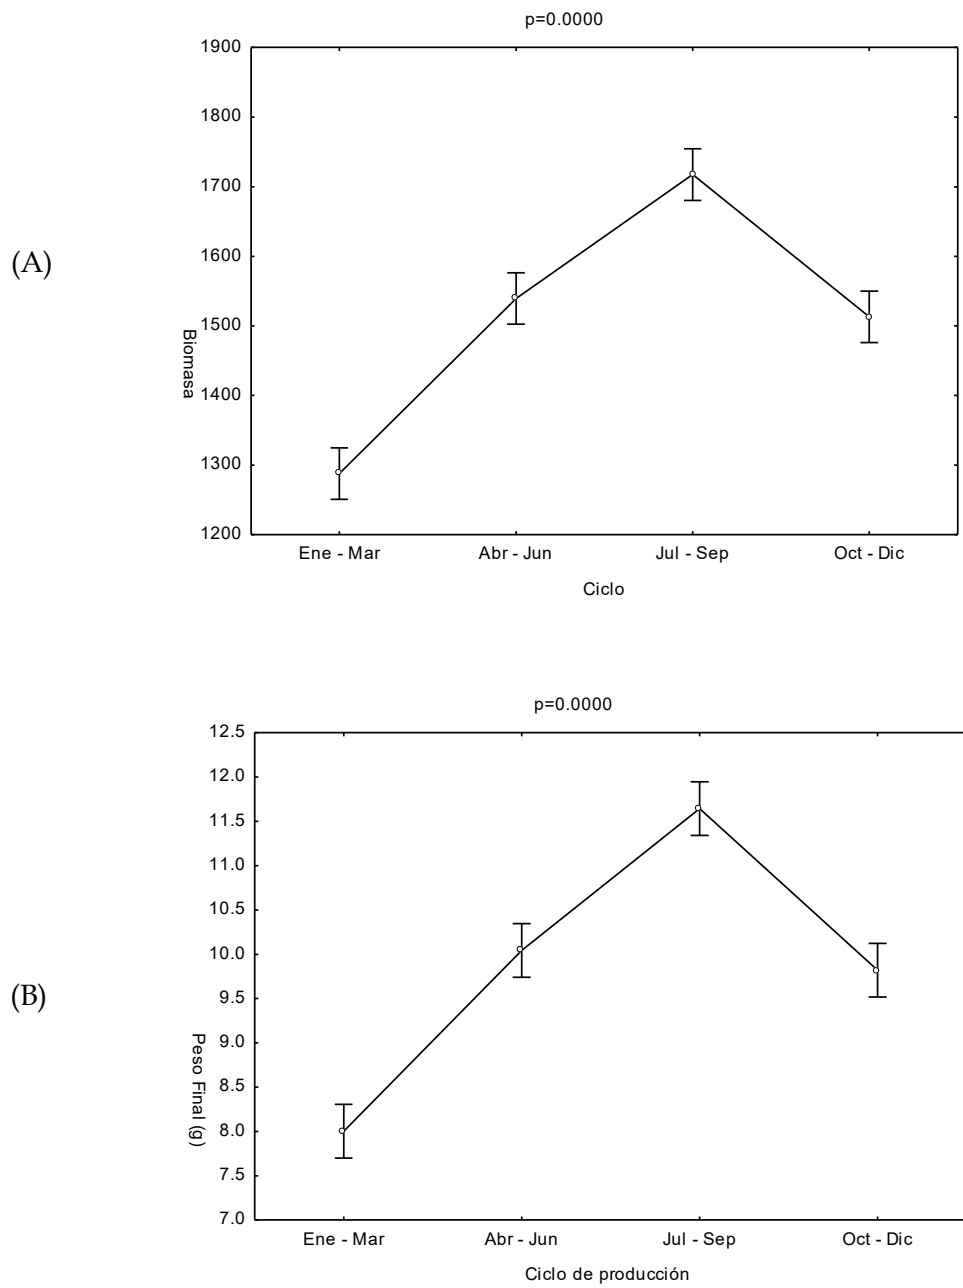 p=0.0000
1900
1800
1700
1600
1500
1400
1300
1200
Biomasa
(A)
Ene - Mar Abr - Jun Jul - Sep Oct - Dic
Ciclo
p=0.0000
12.5
12.0
11.5
11.0
10.5
10.0
9.5
9.0
8.5
8.0
7.5
7.0
Peso Final (g)
(B)
Ene - Mar Abr - Jun Jul - Sep Oct - Dic
Ciclo de producción